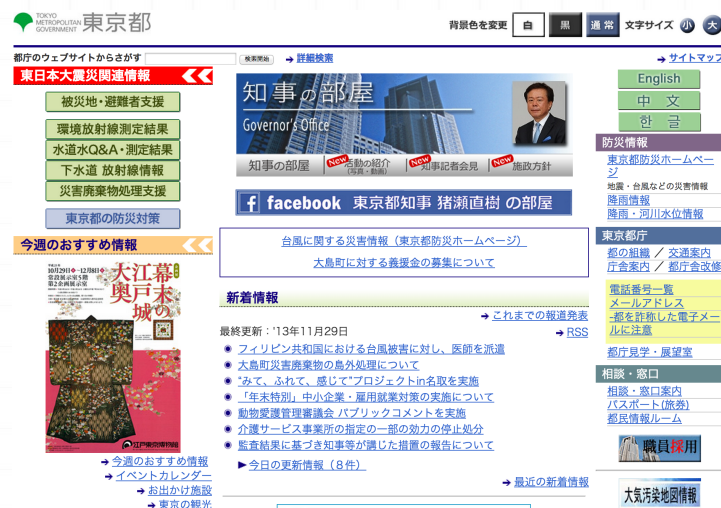 TOKYO
METROPOLITAN
GOVERNMENT
東京都
背景色を変更 白 黒 通常 文字サイズ 小 大
都庁のウェブサイトからさがす 検索開始 → 詳細検索
→ サイトマップ
東日本大震災関連情報
被災地・避難者支援
環境放射線測定結果
水道水Q&A・測定結果
下水道 放射線情報
災害廃棄物処理支援
東京都の防災対策
今週のおすすめ情報
10月29日 12月8日
幕末の
江戸城
大奥
江戸東京博物館
→ 今週のおすすめ情報
→ イベントカレンダー
→ お出かけ施設
→ 東京の観光
知事の部屋
Governor's Office
知事の部屋
New 活動の紹介
(写真・動画)
New 知事記者会見
New 施政方針
facebook 東京都知事 猪瀬直樹 の部屋
台風に関する災害情報(東京都防災ホームページ)
大島町に対する義援金の募集について
新着情報
→ これまでの報道発表
最終更新:'13年11月29日
→ RSS
フィリピン共和国における台風被害に対し、医師を派遣
大島町災害廃棄物の島外処理について
"みて、ふれて、感じて"プロジェクトin名取を実施
「年末特別」中小企業・雇用就業対策の実施について
動物愛護管理審議会 パブリックコメントを実施
介護サービス事業所の指定の一部の効力の停止処分
監査結果に基づき知事等が講じた措置の報告について
▶今日の更新情報(8件)
→ 最近の新着情報
English
中 文
한 글
防災情報
東京都防災ホームペー
ジ
地震・台風などの災害情報
降雨情報
降雨・河川水位情報
東京都庁
都の組織 / 交通案内
庁舎案内 / 都庁舎改修
電話番号一覧
メールアドレス
-都を詐称した電子メー
ルに注意
都庁見学・展望室
相談・窓口
相談・窓口案内
パスポート(旅券)
都民情報ルーム
職員採用
大気汚染地図情報